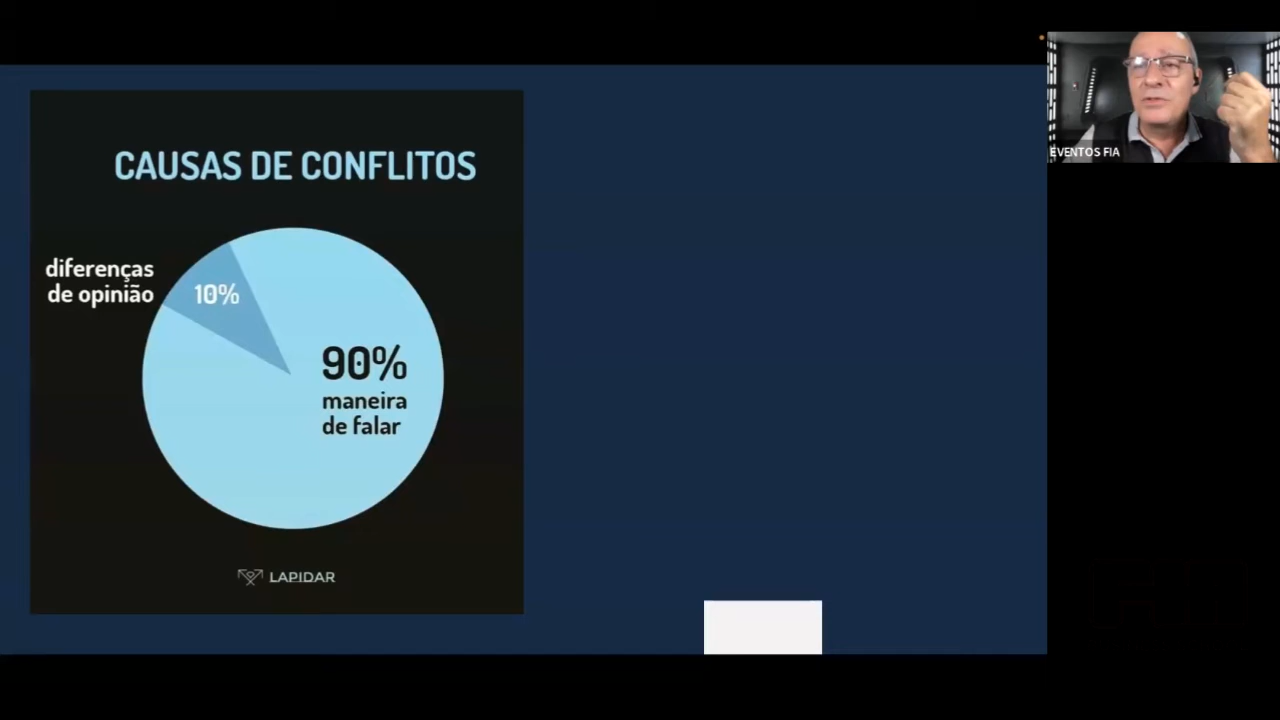 CAUSAS DE CONFLITOS
diferenças
de opinião
10%
90%
maneira
de falar
LAPIDAR
EVENTOS FIA